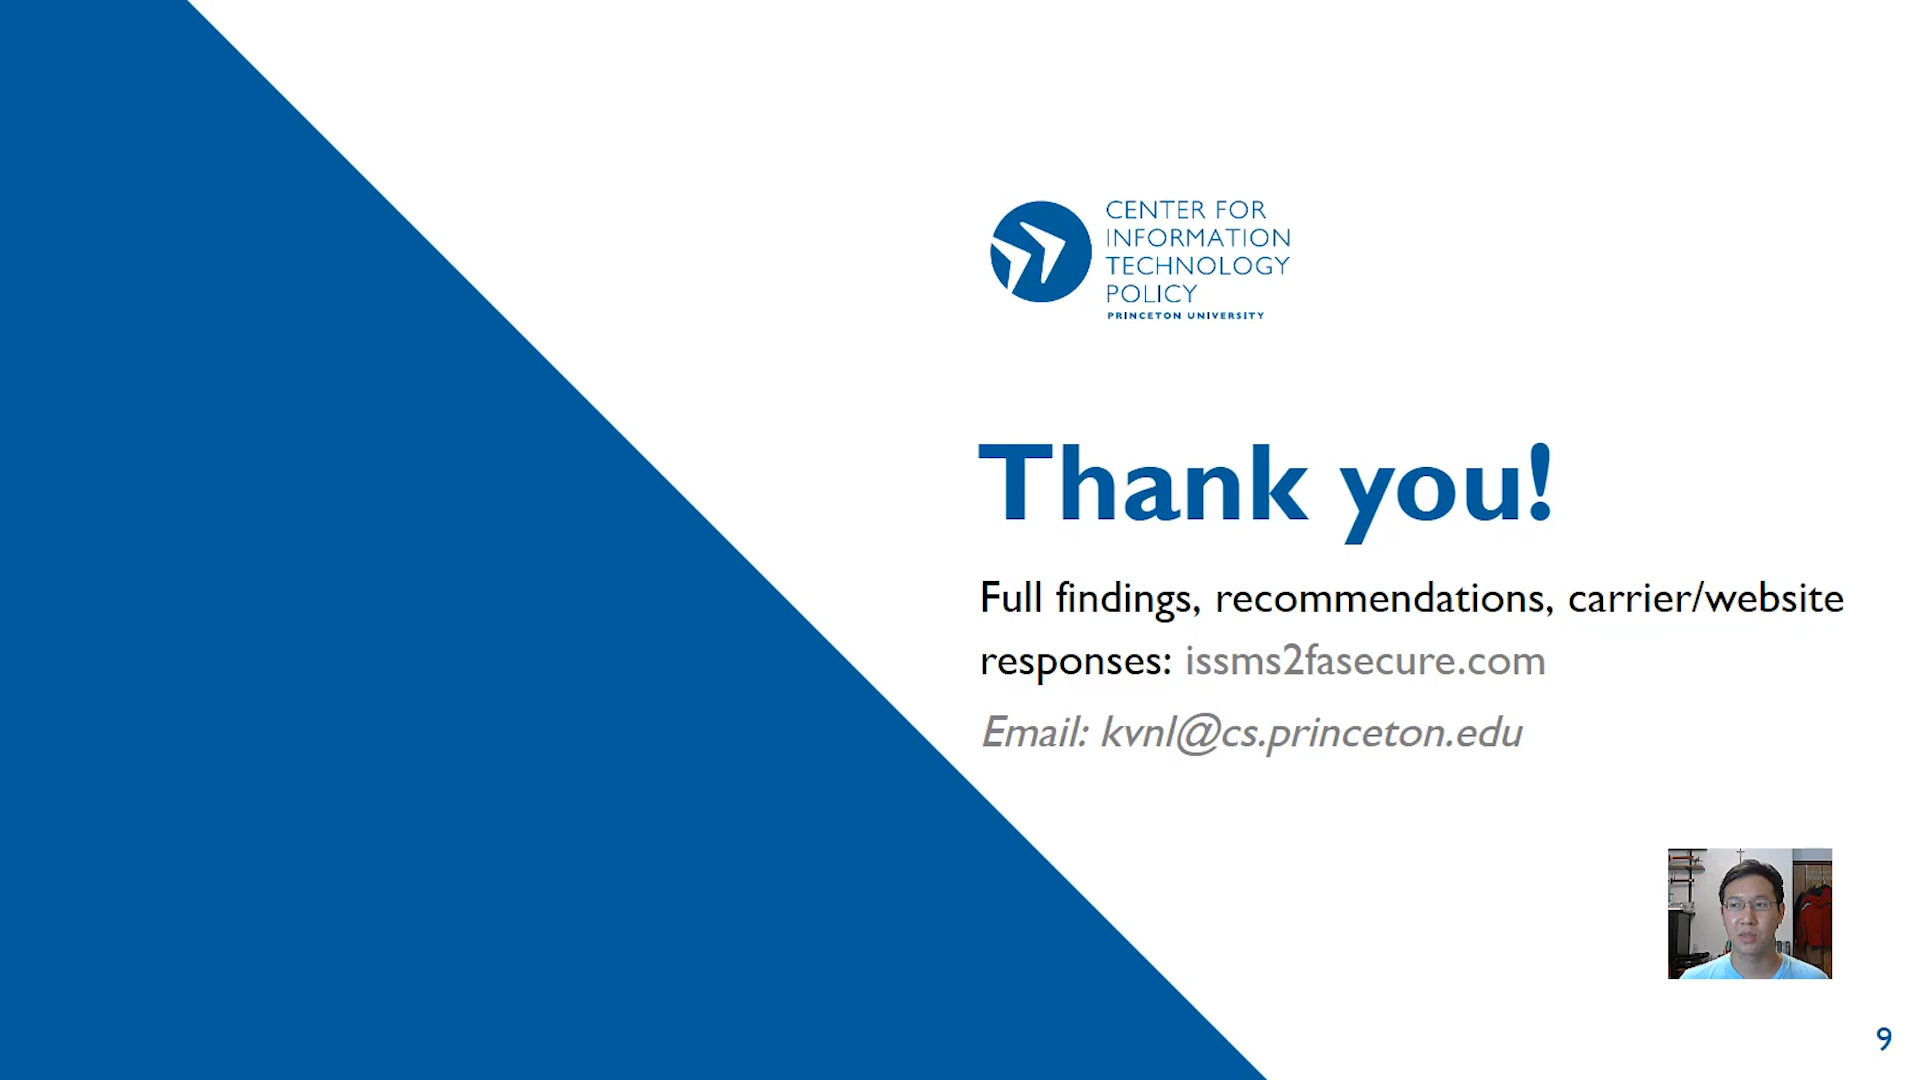 CENTER FOR
INFORMATION
TECHNOLOGY
POLICY
PRINCETON UNIVERSITY
Thank you!
Full findings, recommendations, carrier/website
responses: issms2fasecure.com
Email: kvnl@cs.princeton.edu
9